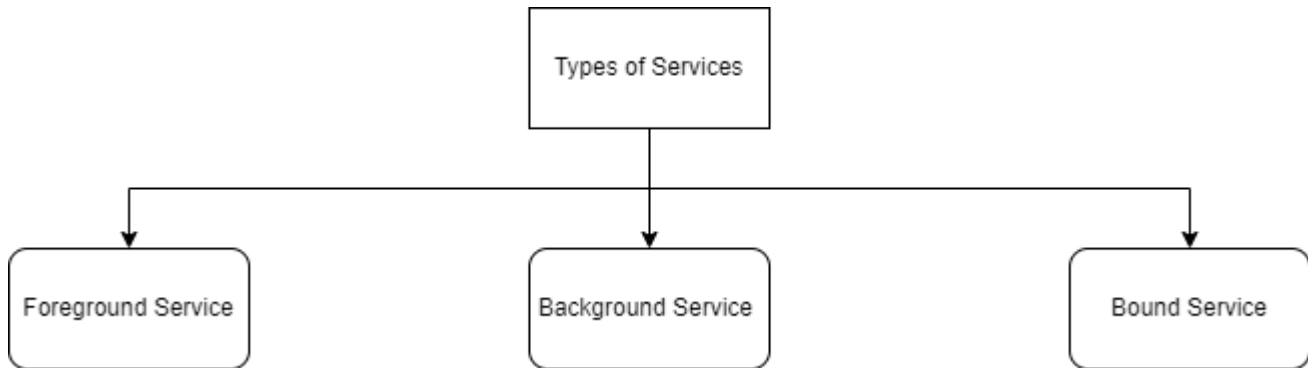 Types of Services
Foreground Service
Background Service
Bound Service